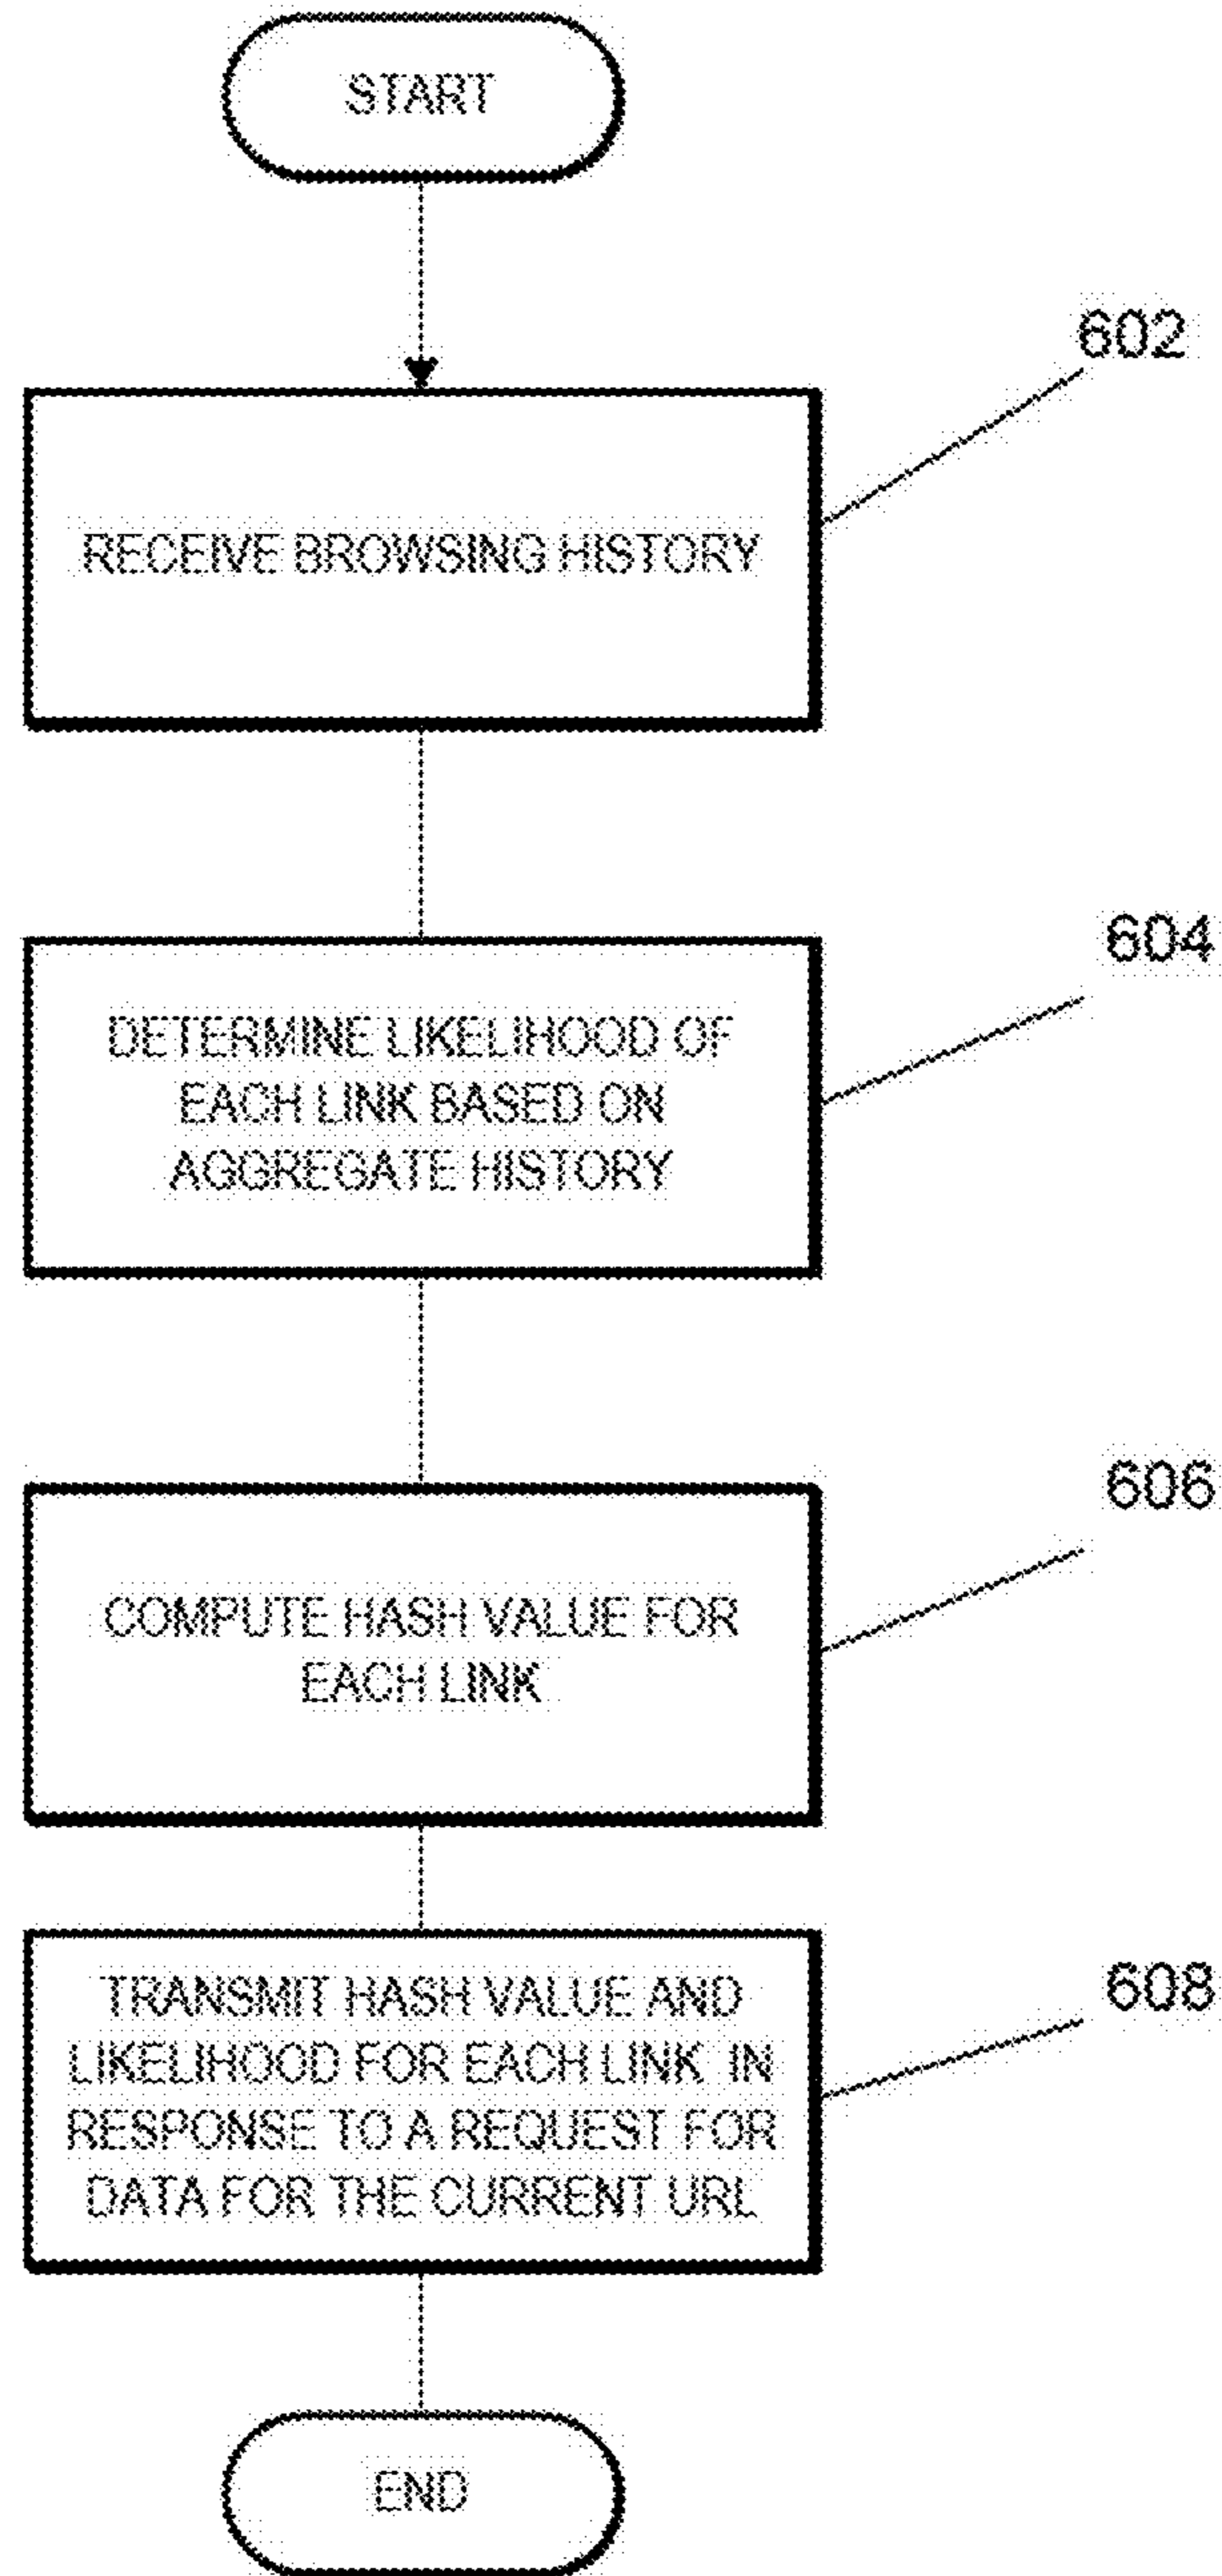 START
602
RECEIVE BROWSING HISTORY
604
DETERMINE LIKELIHOOD OF
EACH LINK BASED ON
AGGREGATE HISTORY
606
COMPUTE HASH VALUE FOR
EACH LINK
608
TRANSMIT HASH VALUE AND
LIKELIHOOD FOR EACH LINK IN
RESPONSE TO A REQUEST FOR
DATA FOR THE CURRENT URL
END